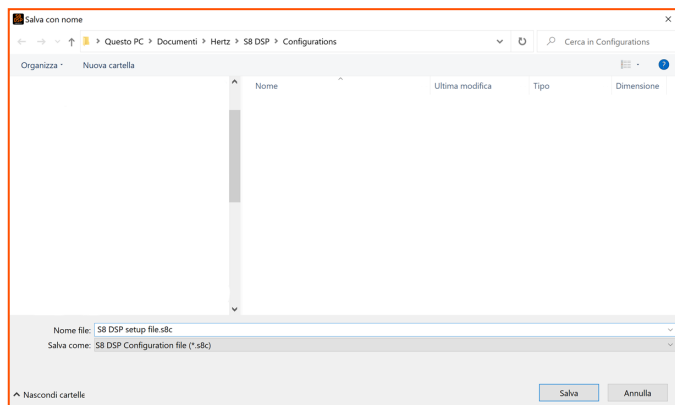 Salva con nome
Questo PC > Documenti > Hertz > S8 DSP > Configurations
Cerca in Configurations
Organizza
Nuova cartella
Nome
Ultima modifica
Tipo
Dimensione
Nome file: S8 DSP setup file.s8c
Salva come: S8 DSP Configuration file (*.s8c)
Nascondi cartelle
Salva
Annulla